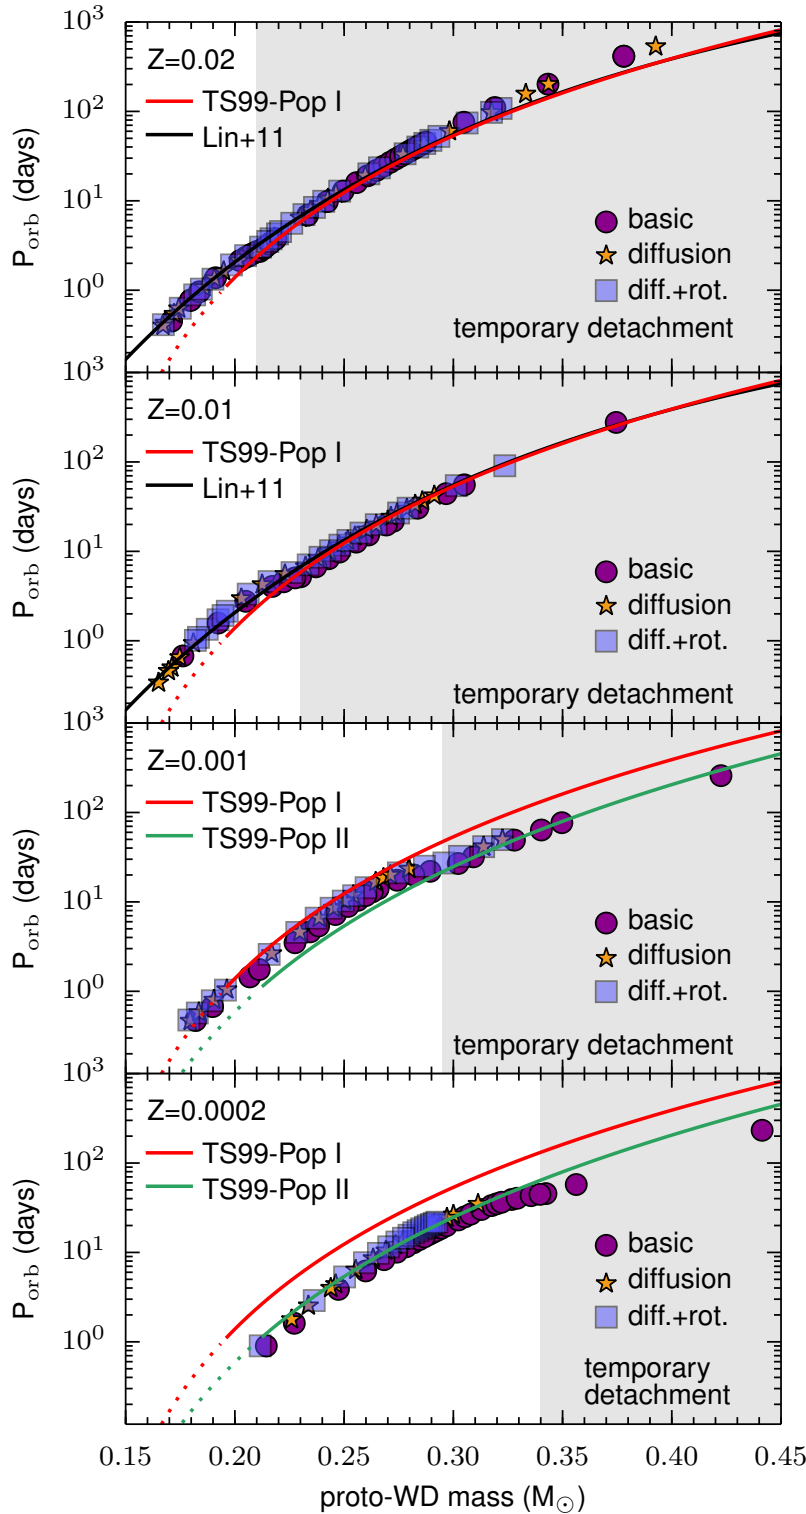 10³
Z=0.02
TS99-Pop I
Lin+11
10²
10¹
10⁰
P_orb (days)
basic
diffusion
diff.+rot.
temporary detachment
10³
Z=0.01
TS99-Pop I
Lin+11
10²
10¹
10⁰
P_orb (days)
basic
diffusion
diff.+rot.
temporary detachment
10³
Z=0.001
TS99-Pop I
TS99-Pop II
10²
10¹
10⁰
P_orb (days)
basic
diffusion
diff.+rot.
temporary detachment
10³
Z=0.0002
TS99-Pop I
TS99-Pop II
10²
10¹
10⁰
P_orb (days)
basic
diffusion
diff.+rot.
temporary
detachment
0.15 0.20 0.25 0.30 0.35 0.40 0.45
proto-WD mass (M☉)